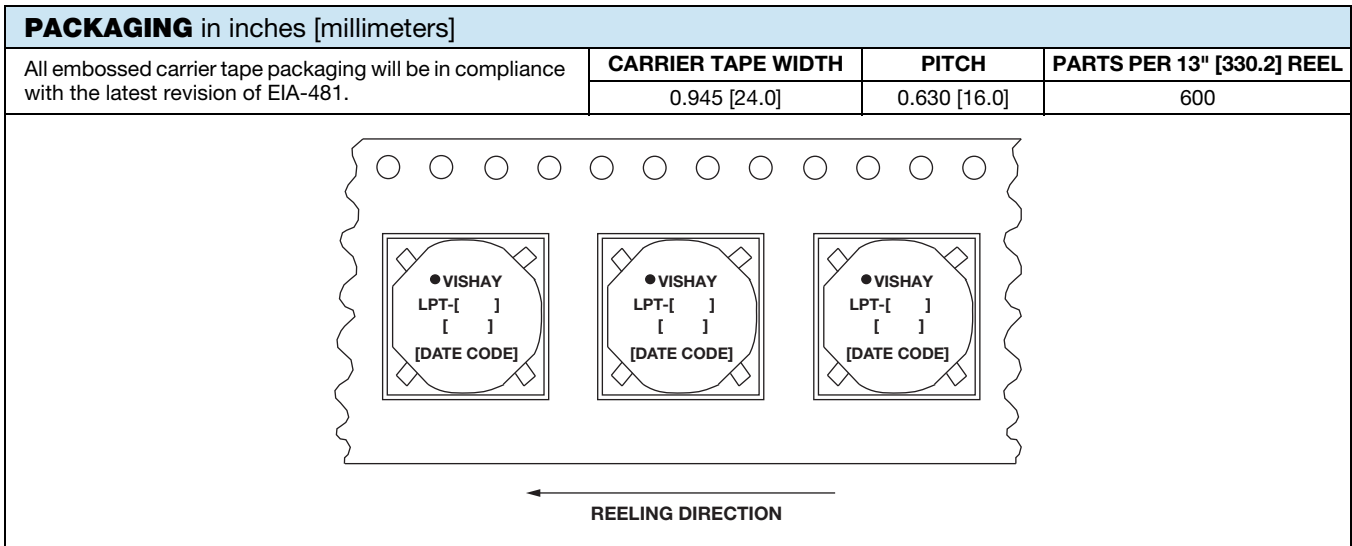 PACKAGING in inches [millimeters]
All embossed carrier tape packaging will be in compliance
with the latest revision of EIA-481.
CARRIER TAPE WIDTH PITCH PARTS PER 13" [330.2] REEL
0.945 [24.0] 0.630 [16.0] 600
VISHAY VISHAY VISHAY
LPT-[ ] LPT-[ ] LPT-[ ]
[ ] [ ] [ ]
[DATE CODE] [DATE CODE] [DATE CODE]
REELING DIRECTION